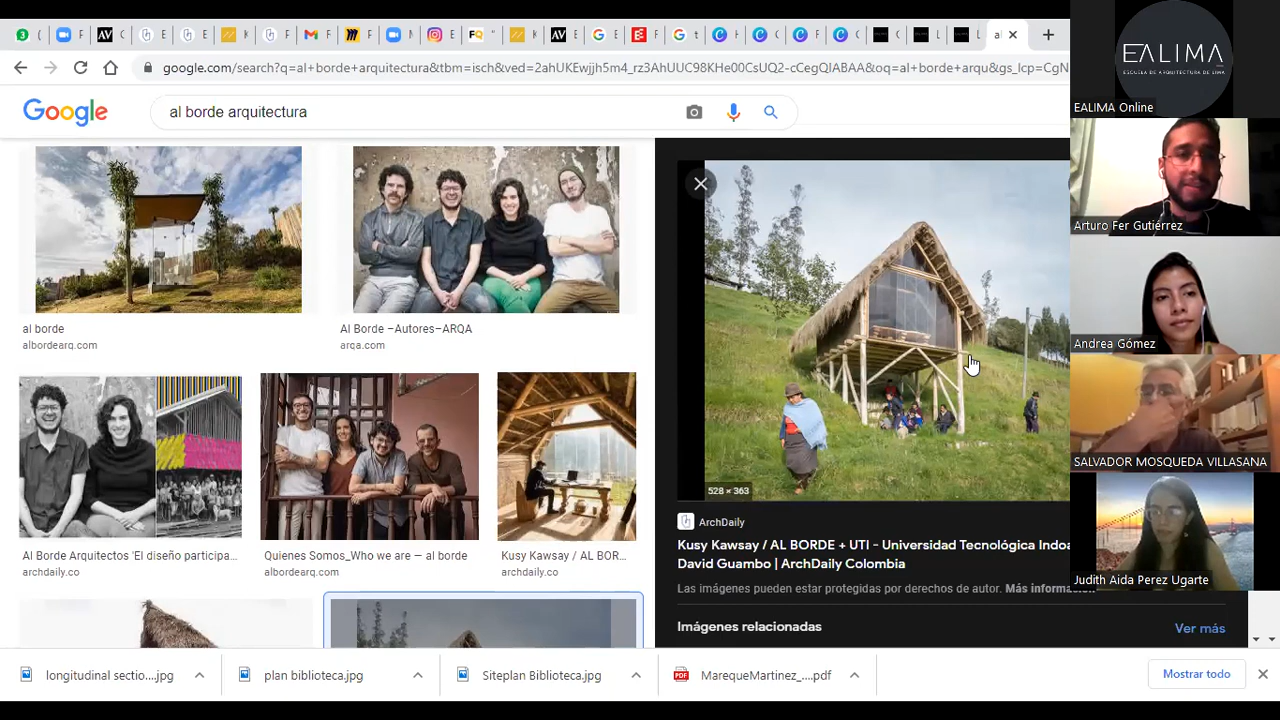 google.com/search?q=al+borde+arquitectura&tbm=isch&ved=2ahUKEwjjh5m4_rz3AhUUC98KHe00CsUQ2-cCegQIABAA&oq=al+borde+arqu&gs_lcp=CgN
Google
al borde arquitectura
al borde
albordearq.com
Al Borde –Autores–ARQA
arqa.com
Al Borde Arquitectos 'El diseño participa...
archdaily.co
Quienes Somos_Who we are — al borde
albordearq.com
Kusy Kawsay / AL BOR...
archdaily.co
528 × 363
ArchDaily
Kusy Kawsay / AL BORDE + UTI - Universidad Tecnológica Indoa
David Guambo | ArchDaily Colombia
Las imágenes pueden estar protegidas por derechos de autor. Más información
Imágenes relacionadas
Ver más
longitudinal sectio....jpg
plan biblioteca.jpg
Siteplan Biblioteca.jpg
MarequeMartinez_....pdf
Mostrar todo
EALIMA
ESCUELA DE ARQUITECTURA DE LIMA
EALIMA Online
Arturo Fer Gutiérrez
Andrea Gómez
SALVADOR MOSQUEDA VILLASANA
Judith Aida Perez Ugarte